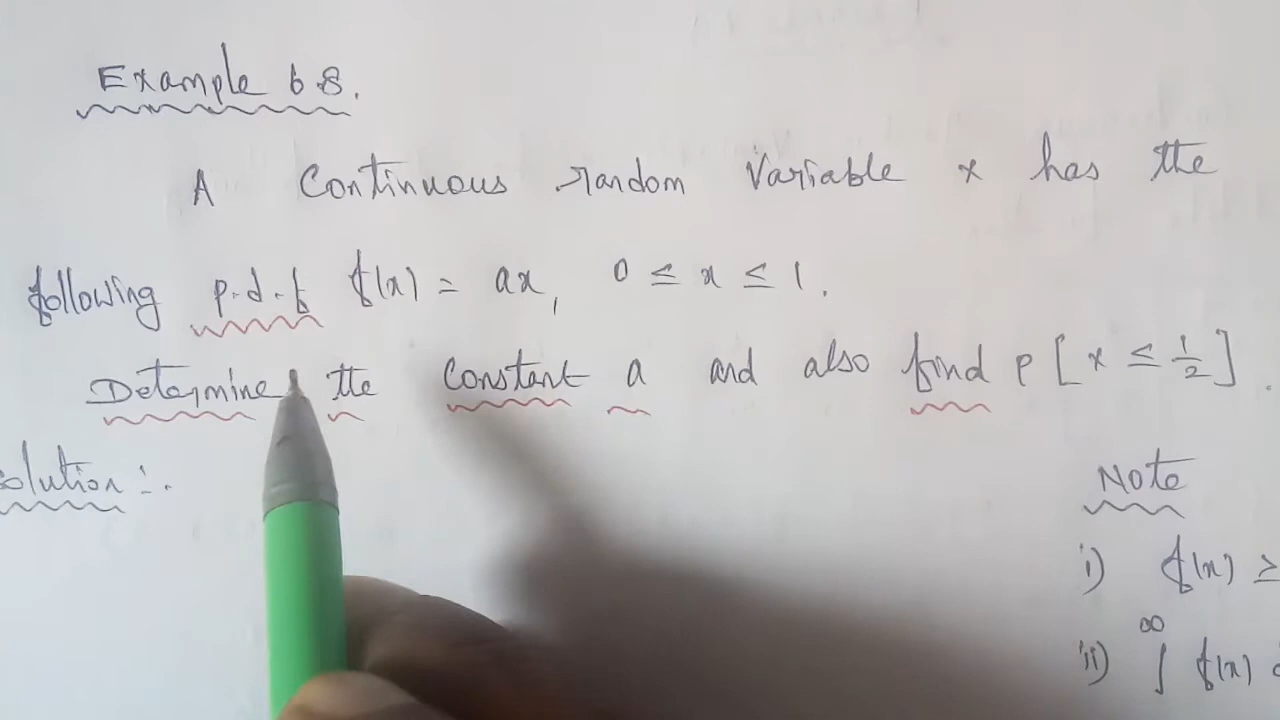 Example 6.8.
A Continuous random Variable x has the
following p.d.f f(x) = ax, 0 ≤ x ≤ 1.
Determine the Constant a and also find P[x ≤ 1/2].
solution:.
Note
i) f(x) ≥
ii) ∞ ∫ f(x) d